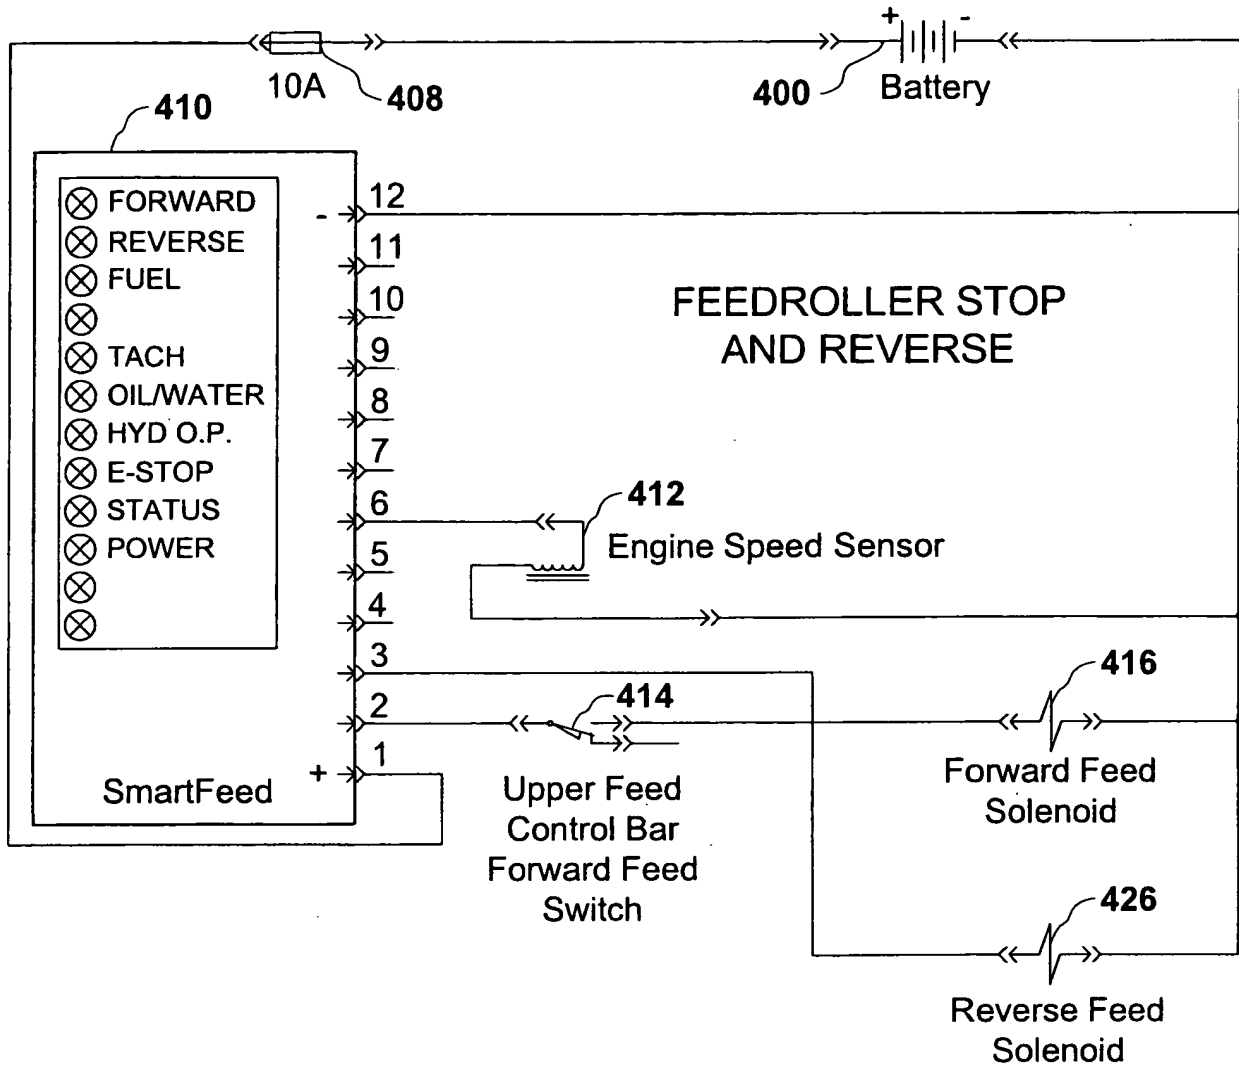 + -
10A
408
400
Battery
410
FORWARD
REVERSE
FUEL
TACH
OIL/WATER
HYD O.P.
E-STOP
STATUS
POWER
SmartFeed
- 12
11
10
9
8
7
6
5
4
3
2
+ 1
FEEDROLLER STOP
AND REVERSE
412
Engine Speed Sensor
414
Upper Feed
Control Bar
Forward Feed
Switch
416
Forward Feed
Solenoid
426
Reverse Feed
Solenoid